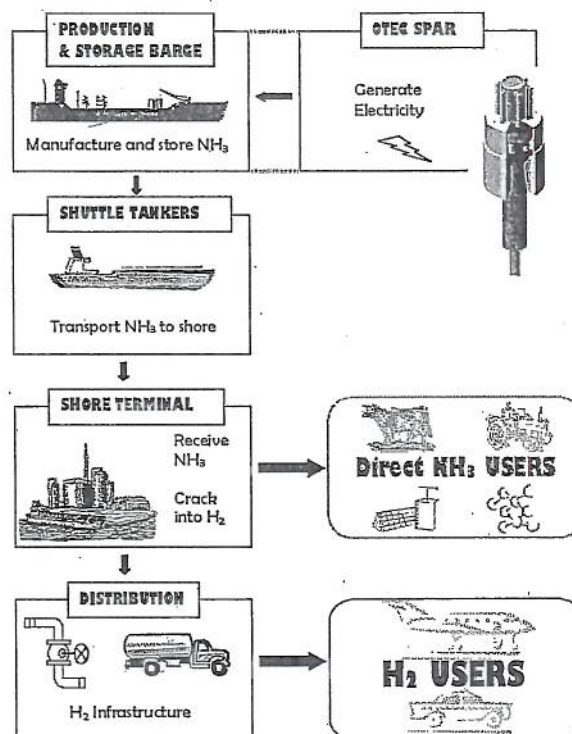 PRODUCTION
& STORAGE BARGE
Manufacture and store NH₃
OTEC SPAR
Generate
Electricity
SHUTTLE TANKERS
Transport NH₃ to shore
SHORE TERMINAL
Receive
NH₃
Crack
into H₂
Direct NH₃ USERS
DISTRIBUTION
H₂ Infrastructure
H₂ USERS